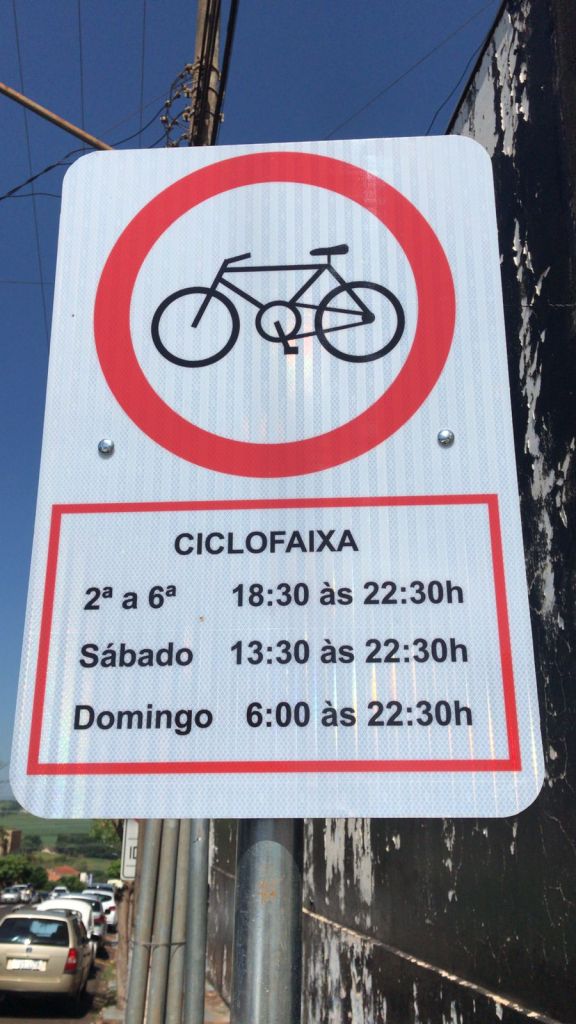 CICLOFAIXA
2ª a 6ª 18:30 às 22:30h
Sábado 13:30 às 22:30h
Domingo 6:00 às 22:30h